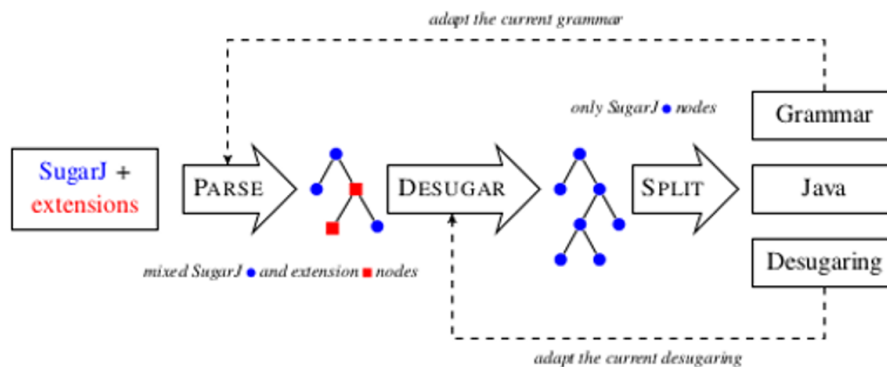 adapt the current grammar
only SugarJ nodes
Grammar
SugarJ +
extensions
PARSE
DESUGAR
SPLIT
Java
mixed SugarJ and extension nodes
Desugaring
adapt the current desugaring